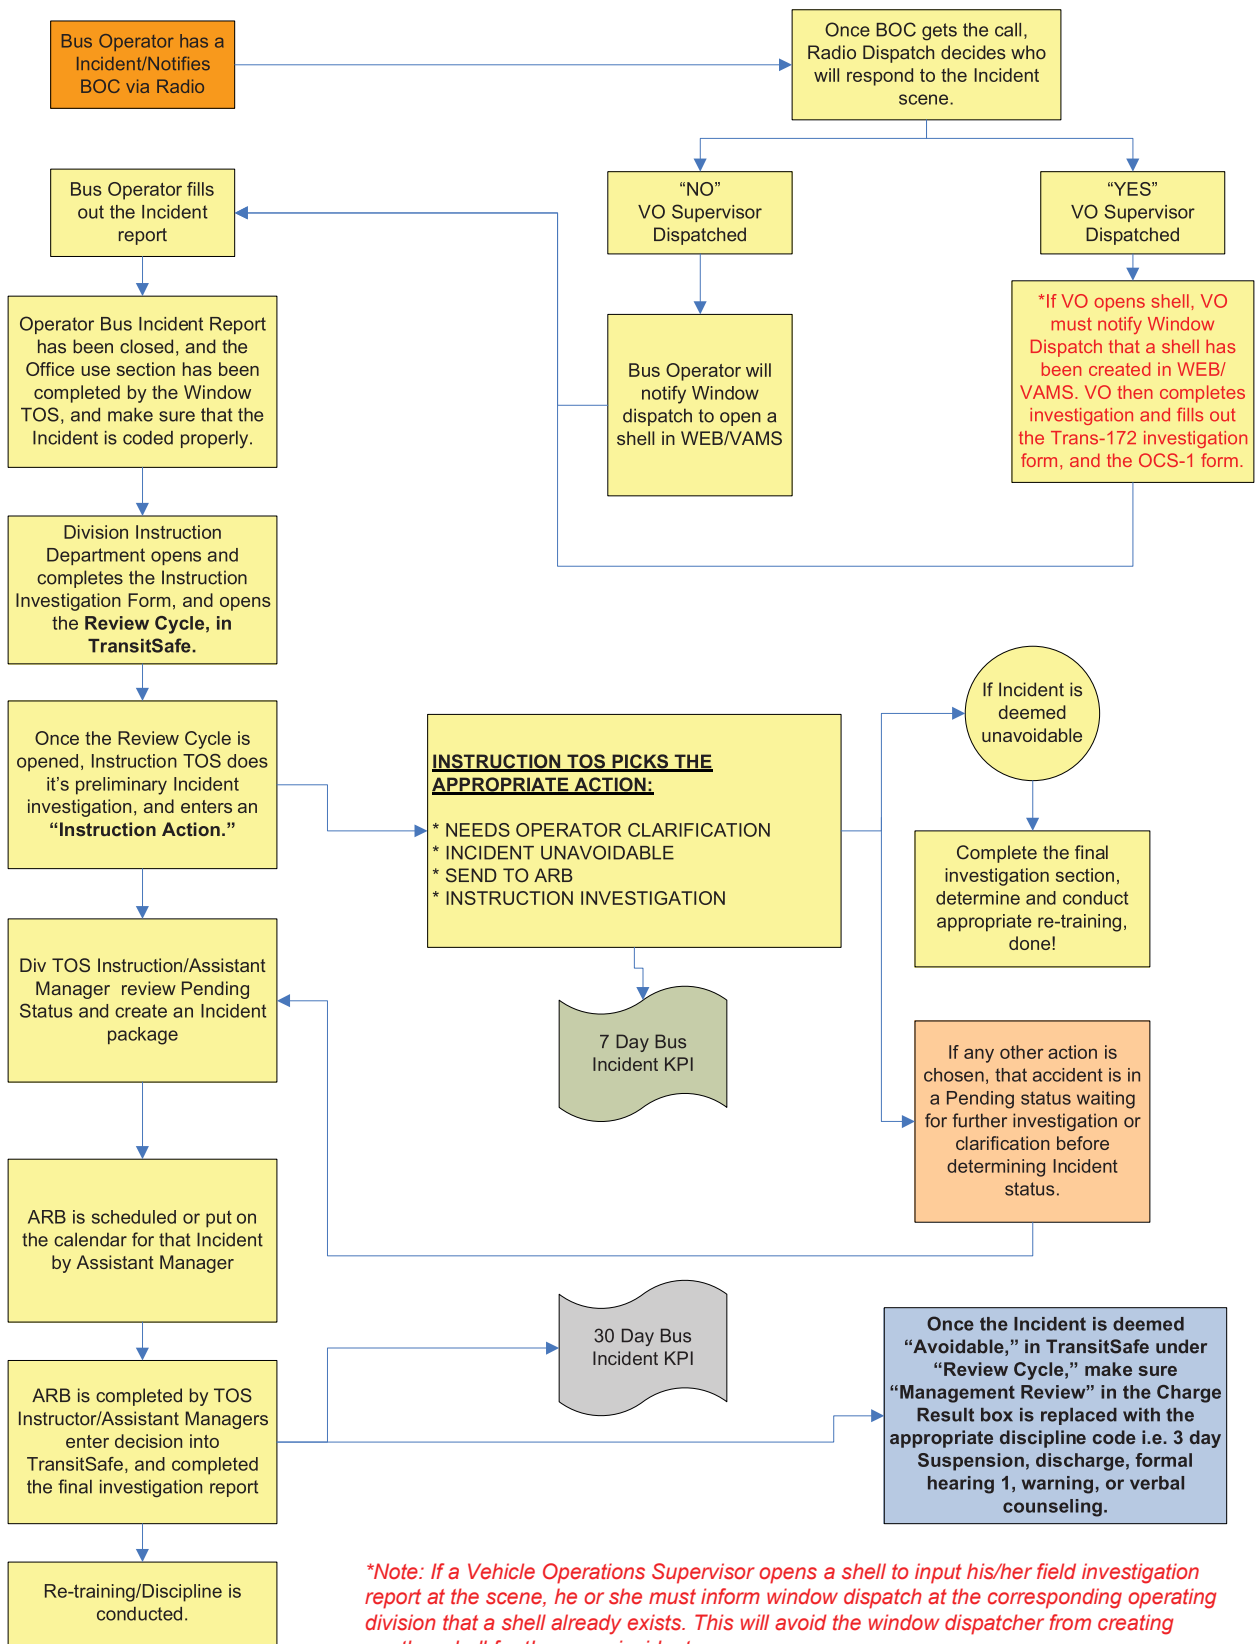 Bus Operator has a
Incident/Notifies
BOC via Radio
Once BOC gets the call,
Radio Dispatch decides who
will respond to the Incident
scene.
Bus Operator fills
out the Incident
report
“NO”
VO Supervisor
Dispatched
“YES”
VO Supervisor
Dispatched
Operator Bus Incident Report
has been closed, and the
Office use section has been
completed by the Window
TOS, and make sure that the
Incident is coded properly.
Bus Operator will
notify Window
dispatch to open a
shell in WEB/VAMS
*If VO opens shell, VO
must notify Window
Dispatch that a shell has
been created in WEB/
VAMS. VO then completes
investigation and fills out
the Trans-172 investigation
form, and the OCS-1 form.
Division Instruction
Department opens and
completes the Instruction
Investigation Form, and opens
the Review Cycle, in
TransitSafe.
Once the Review Cycle is
opened, Instruction TOS does
it’s preliminary Incident
investigation, and enters an
“Instruction Action.”
INSTRUCTION TOS PICKS THE
APPROPRIATE ACTION:
* NEEDS OPERATOR CLARIFICATION
* INCIDENT UNAVOIDABLE
* SEND TO ARB
* INSTRUCTION INVESTIGATION
If Incident is
deemed
unavoidable
Complete the final
investigation section,
determine and conduct
appropriate re-training,
done!
Div TOS Instruction/Assistant
Manager  review Pending
Status and create an Incident
package
7 Day Bus
Incident KPI
If any other action is
chosen, that accident is in
a Pending status waiting
for further investigation or
clarification before
determining Incident
status.
ARB is scheduled or put on
the calendar for that Incident
by Assistant Manager
30 Day Bus
Incident KPI
Once the Incident is deemed
“Avoidable,” in TransitSafe under
“Review Cycle,” make sure
“Management Review” in the Charge
Result box is replaced with the
appropriate discipline code i.e. 3 day
Suspension, discharge, formal
hearing 1, warning, or verbal
counseling.
ARB is completed by TOS
Instructor/Assistant Managers
enter decision into
TransitSafe, and completed
the final investigation report
Re-training/Discipline is
conducted.
*Note: If a Vehicle Operations Supervisor opens a shell to input his/her field investigation
report at the scene, he or she must inform window dispatch at the corresponding operating
division that a shell already exists. This will avoid the window dispatcher from creating